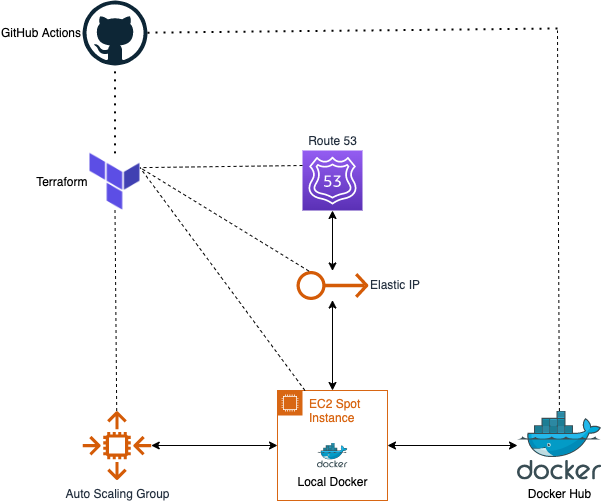 GitHub Actions
Route 53
53
Terraform
Elastic IP
EC2 Spot
Instance
docker
Local Docker
docker
Auto Scaling Group
Docker Hub